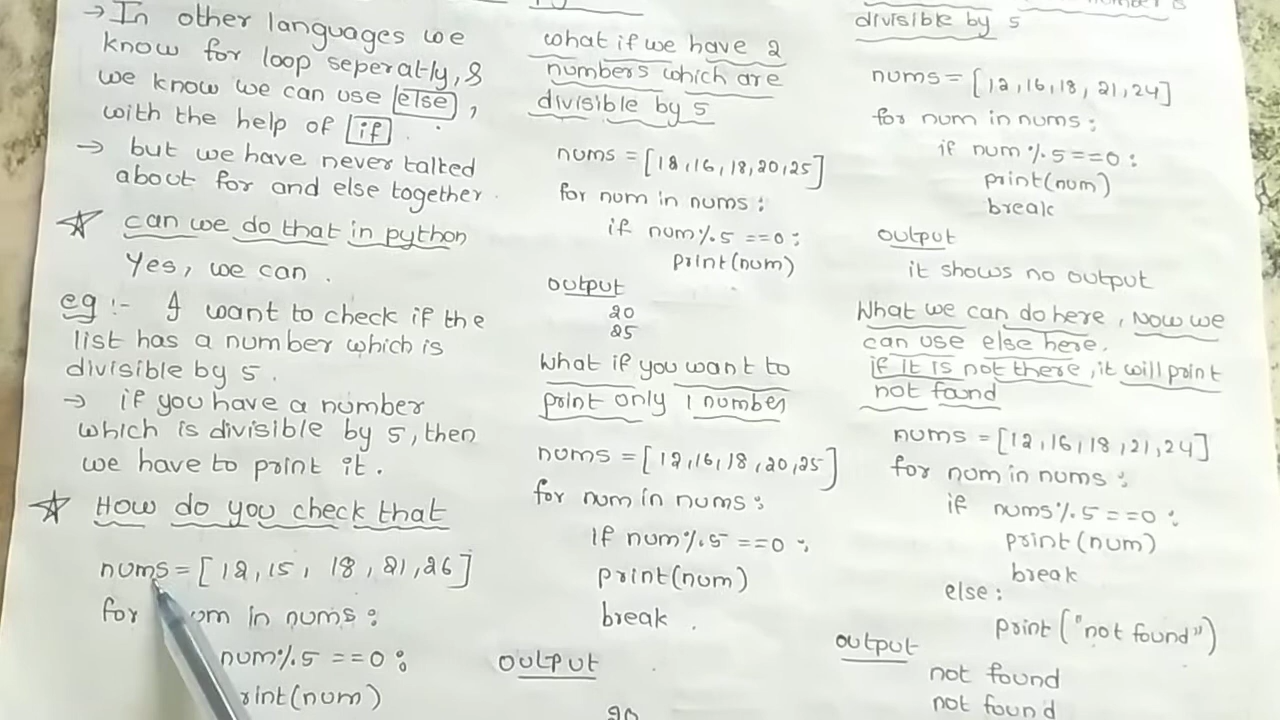 → In other languages we
know for loop seperatly, &
we know we can use else ,
with the help of if .
→ but we have never talked
about for and else together
☆ can we do that in python
Yes, we can .
eg :- I want to check if the
list has a number which is
divisible by 5 .
→ if you have a number
which is divisible by 5, then
we have to print it .
☆ How do you check that
nums = [12, 15, 18, 21, 26]
for num in nums :
num % 5 == 0 :
rint(num)
what if we have 2
numbers which are
divisible by 5
nums = [18, 16, 18, 20, 25]
for num in nums :
if num % 5 == 0 :
print(num)
output
20
25
what if you want to
print only 1 number
nums = [12, 16, 18, 20, 25]
for num in nums :
If num % 5 == 0 :
print(num)
break .
output
20
divisible by 5
nums = [12, 16, 18, 21, 24]
for num in nums :
if num % 5 == 0 :
print(num)
break
output
it shows no output
What we can do here, Now we
can use else here.
if it is not there, it will print
not found
nums = [12, 16, 18, 21, 24]
for num in nums :
if nums % 5 == 0 :
print (num)
break
else :
print ("not found")
output
not found
not found